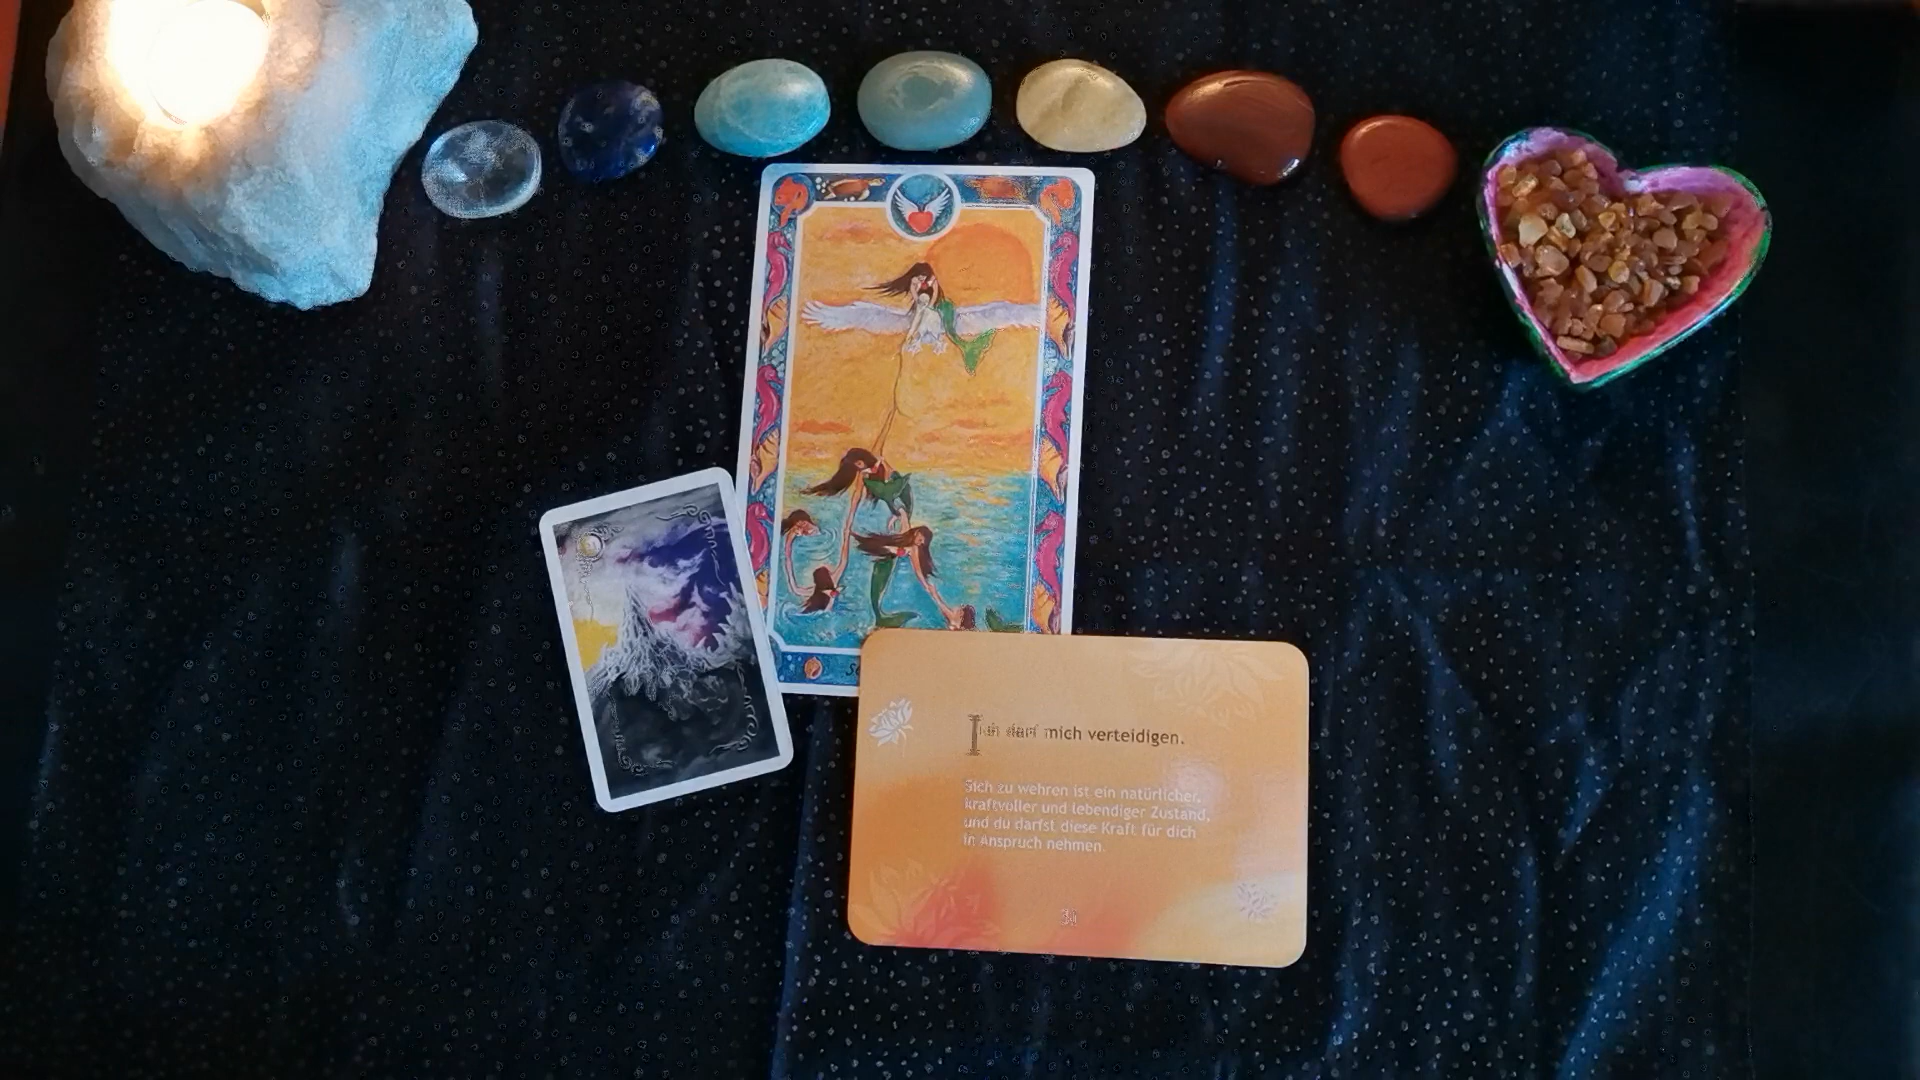 Ich darf mich verteidigen.
Sich zu wehren ist ein natürlicher,
kraftvoller und lebendiger Zustand,
und du darfst diese Kraft für dich
in Anspruch nehmen.